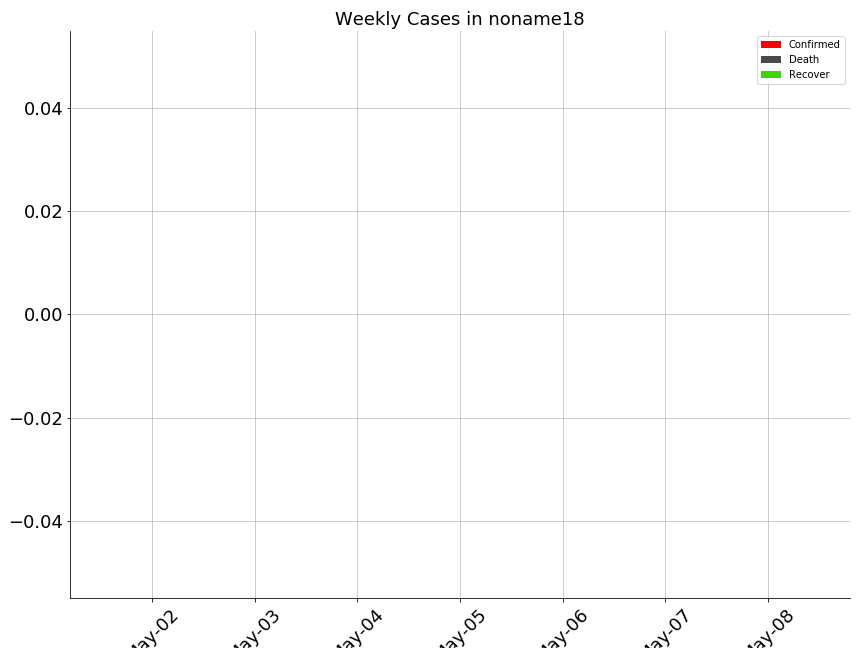 Weekly Cases in noname18
Confirmed
Death
Recover
0.04
0.02
0.00
−0.02
−0.04
May-02
May-03
May-04
May-05
May-06
May-07
May-08